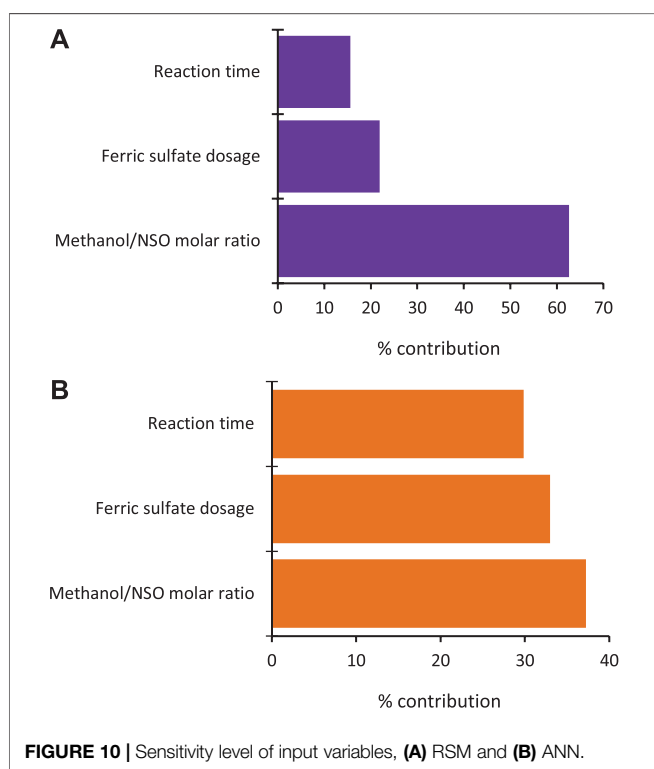 A
Reaction time
Ferric sulfate dosage
Methanol/NSO molar ratio
0 10 20 30 40 50 60 70
% contribution
B
Reaction time
Ferric sulfate dosage
Methanol/NSO molar ratio
0 10 20 30 40
% contribution
FIGURE 10 | Sensitivity level of input variables, (A) RSM and (B) ANN.